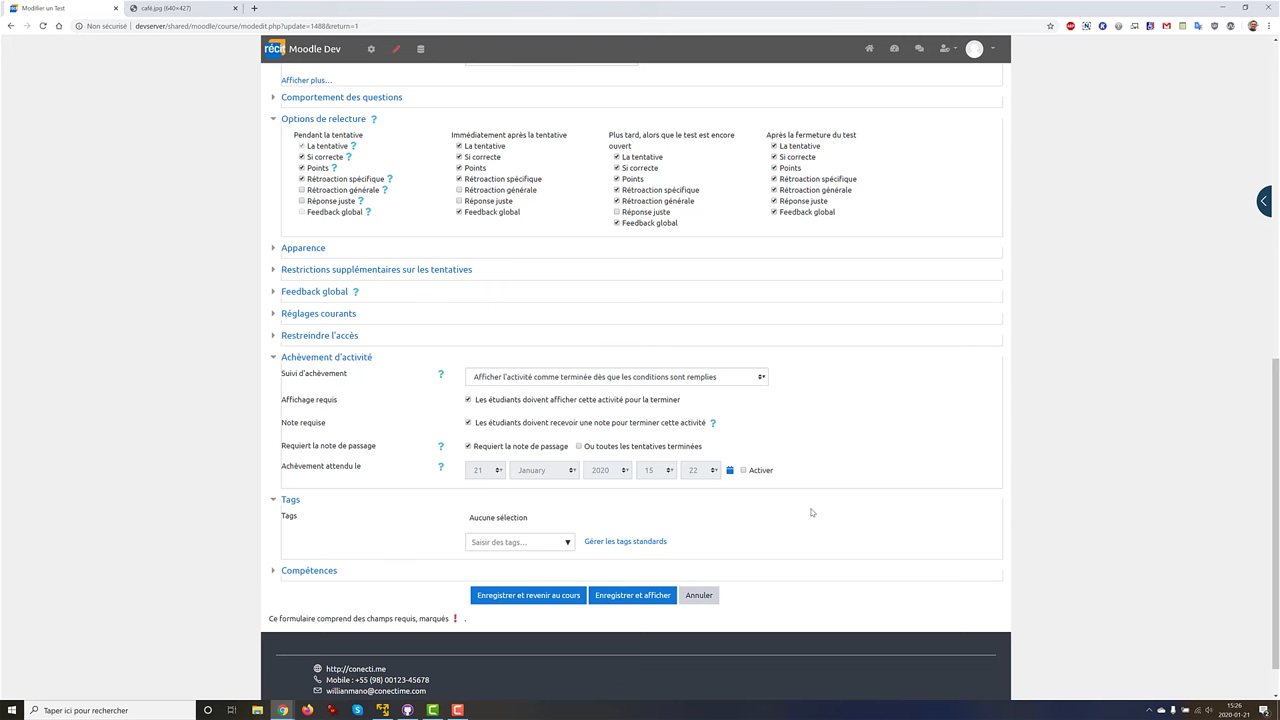 Modifier un Test
café.jpg (640×427)
Non sécurisé | devserver/shared/moodle/course/modedit.php?update=1488&return=1
récit Moodle Dev
Afficher plus...
Comportement des questions
Options de relecture ?
Pendant la tentative
La tentative ?
Si correcte ?
Points ?
Rétroaction spécifique ?
Rétroaction générale ?
Réponse juste ?
Feedback global ?
Immédiatement après la tentative
La tentative
Si correcte
Points
Rétroaction spécifique
Rétroaction générale
Réponse juste
Feedback global
Plus tard, alors que le test est encore
ouvert
La tentative
Si correcte
Points
Rétroaction spécifique
Rétroaction générale
Réponse juste
Feedback global
Après la fermeture du test
La tentative
Si correcte
Points
Rétroaction spécifique
Rétroaction générale
Réponse juste
Feedback global
Apparence
Restrictions supplémentaires sur les tentatives
Feedback global ?
Réglages courants
Restreindre l'accès
Achèvement d'activité
Suivi d'achèvement ? Afficher l'activité comme terminée dès que les conditions sont remplies
Affichage requis Les étudiants doivent afficher cette activité pour la terminer
Note requise Les étudiants doivent recevoir une note pour terminer cette activité ?
Requiert la note de passage ? Requiert la note de passage Ou toutes les tentatives terminées
Achèvement attendu le ? 21 January 2020 15 22 Activer
Tags
Tags Aucune sélection
Saisir des tags... ▼ Gérer les tags standards
Compétences
Enregistrer et revenir au cours Enregistrer et afficher Annuler
Ce formulaire comprend des champs requis, marqués ! .
http://conecti.me
Mobile : +55 (98) 00123-45678
willianmano@conectime.com
Taper ici pour rechercher
15:26
2020-01-21